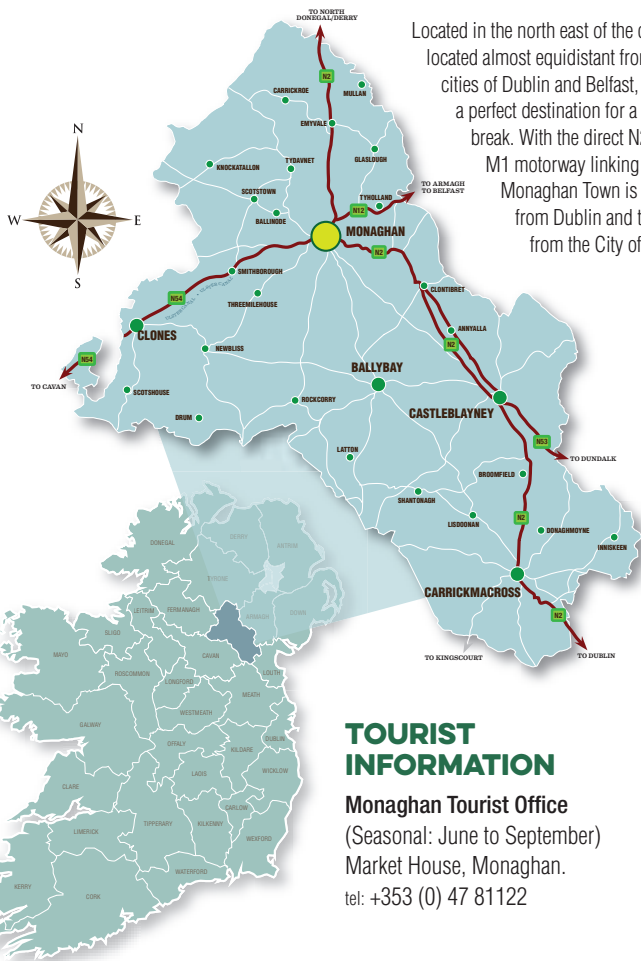 TO NORTH
DONEGAL/DERRY
Located in the north east of the
located almost equidistant from
cities of Dublin and Belfast,
a perfect destination for a
break. With the direct
M1 motorway linking
Monaghan Town is
from Dublin and
from the City of
N2
CARRICKROE
MULLAN
EMYVALE
KNOCKATALLON
TYDAVNET
GLASLOUGH
SCOTSTOWN
TYHOLLAND
TO ARMAGH
TO BELFAST
BALLINODE
N12
MONAGHAN
N2
N
W
E
S
SMITHBOROUGH
CLONTIBRET
N54
THREEMILEHOUSE
CLONES
ANNYALLA
N2
NEWBLISS
N54
TO CAVAN
BALLYBAY
SCOTSHOUSE
ROCKCORRY
CASTLEBLAYNEY
DRUM
N53
TO DUNDALK
LATTON
BROOMFIELD
SHANTONAGH
LISDOONAN
N2
DONAGHMOYNE
INNISKEEN
CARRICKMACROSS
N2
TO KINGSCOURT
TO DUBLIN
DONEGAL
DERRY
ANTRIM
TYRONE
FERMANAGH
ARMAGH
DOWN
LEITRIM
SLIGO
MAYO
CAVAN
ROSCOMMON
LONGFORD
LOUTH
MEATH
WESTMEATH
GALWAY
OFFALY
DUBLIN
KILDARE
LAOIS
WICKLOW
CLARE
CARLOW
TIPPERARY
KILKENNY
LIMERICK
WEXFORD
WATERFORD
KERRY
CORK
TOURIST
INFORMATION
Monaghan Tourist Office
(Seasonal: June to September)
Market House, Monaghan.
tel: +353 (0) 47 81122